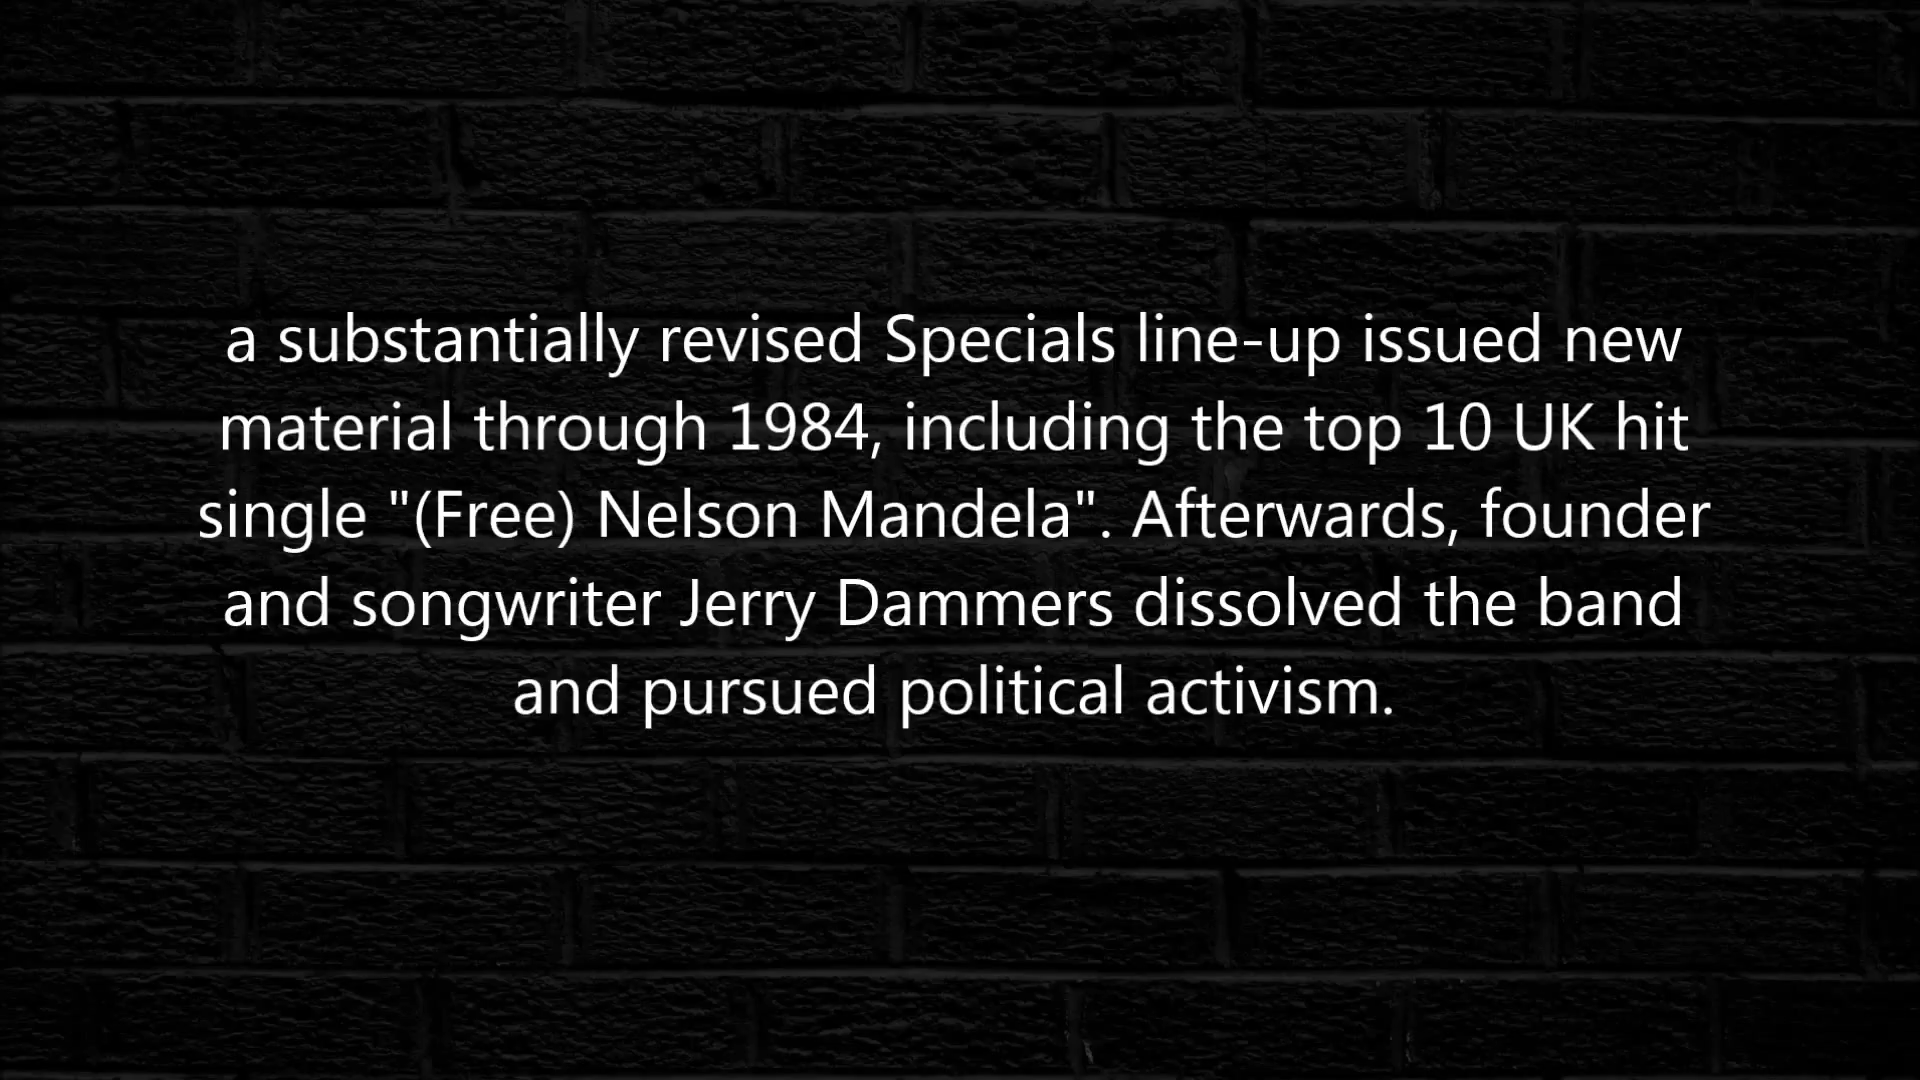 a substantially revised Specials line-up issued new
material through 1984, including the top 10 UK hit
single "(Free) Nelson Mandela". Afterwards, founder
and songwriter Jerry Dammers dissolved the band
and pursued political activism.